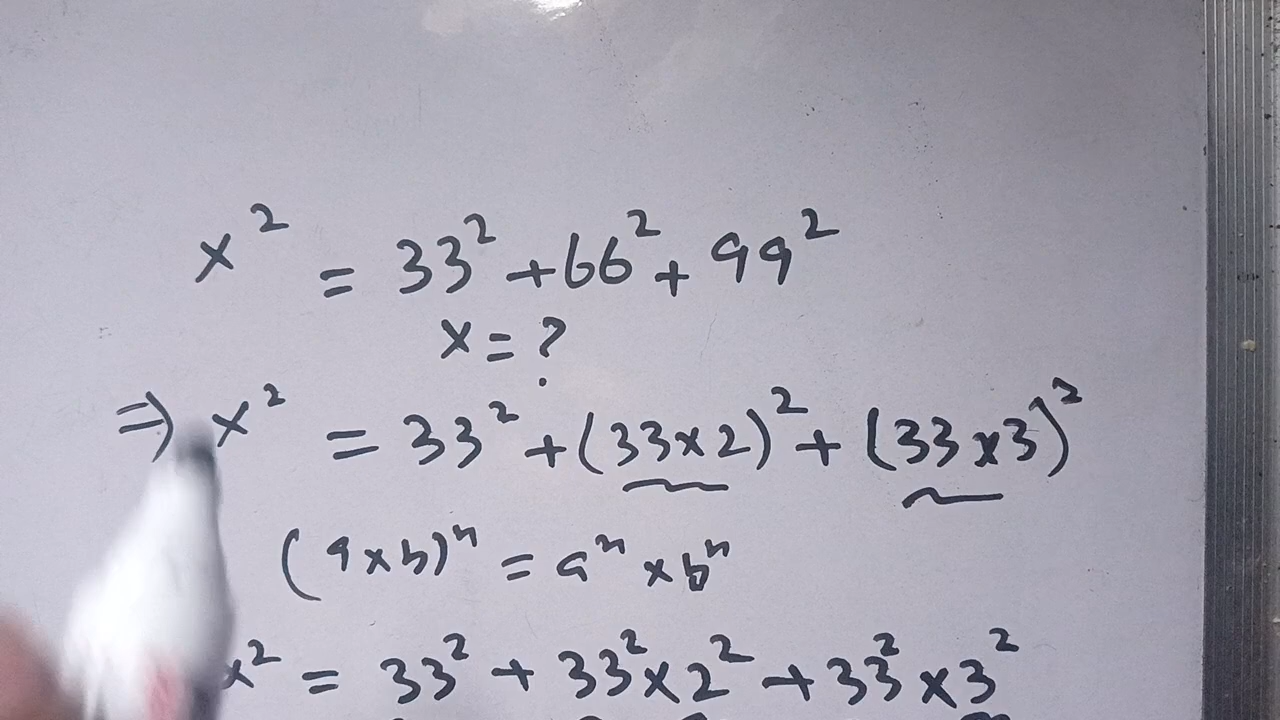 x² = 33² + 66² + 99²
x = ?
⇒ x² = 33² + (33×2)² + (33×3)²
(a×b)ⁿ = aⁿ × bⁿ
x² = 33² + 33²×2² + 33²×3²